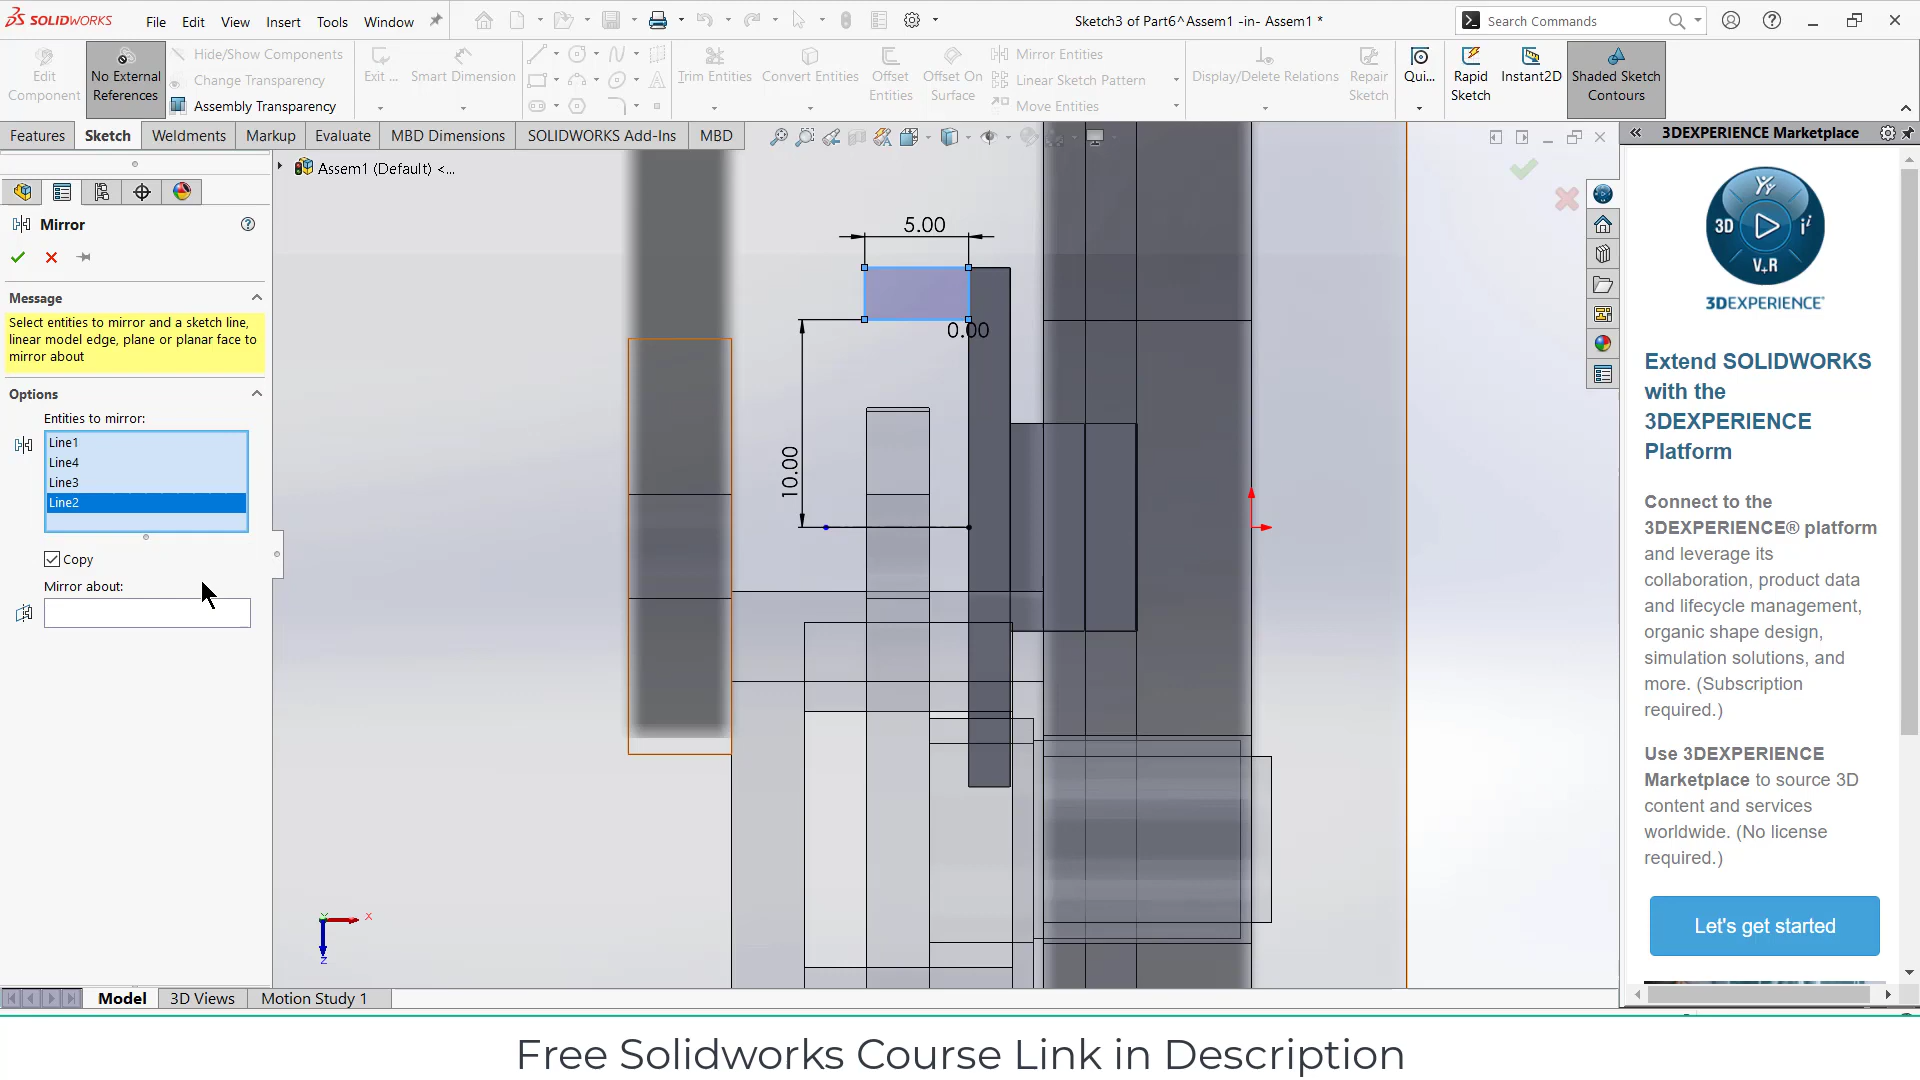 SOLIDWORKS
File
Edit
View
Insert
Tools
Window
Sketch3 of Part6^Assem1 -in- Assem1 *
Search Commands
Edit
Component
No External
References
Hide/Show Components
Change Transparency
Assembly Transparency
Exit ...
Smart Dimension
Trim Entities
Convert Entities
Offset
Entities
Offset On
Surface
Mirror Entities
Linear Sketch Pattern
Move Entities
Display/Delete Relations
Repair
Sketch
Qui...
Rapid
Sketch
Instant2D
Shaded Sketch
Contours
Features
Sketch
Weldments
Markup
Evaluate
MBD Dimensions
SOLIDWORKS Add-Ins
MBD
3DEXPERIENCE Marketplace
Assem1 (Default) <...
Mirror
Message
Select entities to mirror and a sketch line,
linear model edge, plane or planar face to
mirror about
Options
Entities to mirror:
Line1
Line4
Line3
Line2
Copy
Mirror about:
5.00
0.00
10.00
X
Y
Z
3D
V+R
3DEXPERIENCE
Extend SOLIDWORKS
with the
3DEXPERIENCE
Platform
Connect to the
3DEXPERIENCE® platform
and leverage its
collaboration, product data
and lifecycle management,
organic shape design,
simulation solutions, and
more. (Subscription
required.)
Use 3DEXPERIENCE
Marketplace to source 3D
content and services
worldwide. (No license
required.)
Let's get started
Model
3D Views
Motion Study 1
Free Solidworks Course Link in Description